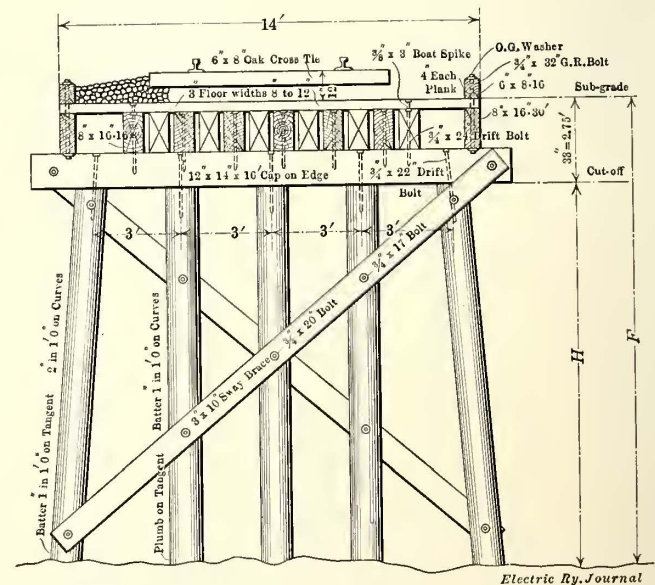 14'
6" x 8" Oak Cross Tie
3/8" x 3" Boat Spike
O.G. Washer
3/4" x 32" G.R. Bolt
4" Each
Plank
6" x 8"-16'
Sub-grade
3" Floor widths 8" to 12"
8" x 16"-16'
8" x 16"-30'
3/4" x 24" Drift Bolt
38"=2.75'
12" x 14" x 16' Cap on Edge
3/4" x 22" Drift
Bolt
Cut-off
3'
3'
3'
3'
3/4" x 17" Bolt
3/4" x 20" Bolt
3" x 10" Sway Brace
Batter 1" in 1'0" on Tangent 2" in 1'0" on Curves
Plumb on Tangent Batter 1" in 1'0" on Curves
H
F
Electric Ry. Journal